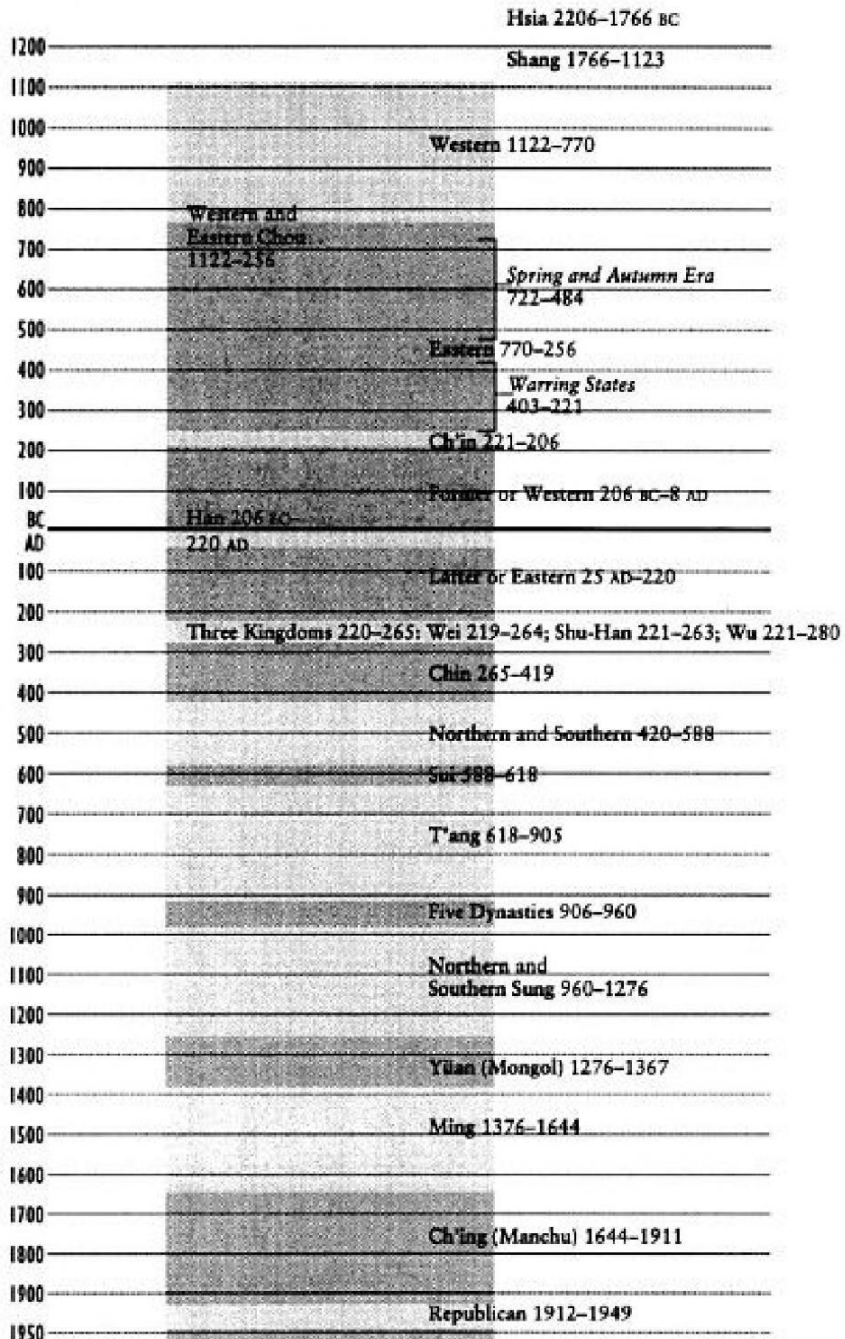 Hsia 2206–1766 BC
1200
Shang 1766–1123
1100
1000
Western 1122–770
900
800
Western and
Eastern Chou
1122–256
700
Spring and Autumn Era
722–484
600
500
Eastern 770–256
400
Warring States
403–221
300
Ch'in 221–206
200
100
Former or Western 206 BC–8 AD
BC
Han 206 BC–
220 AD
AD
100
Latter or Eastern 25 AD–220
200
Three Kingdoms 220–265: Wei 219–264; Shu-Han 221–263; Wu 221–280
300
Chin 265–419
400
500
Northern and Southern 420–588
600
Sui 588–618
700
T'ang 618–905
800
900
Five Dynasties 906–960
1000
Northern and
Southern Sung 960–1276
1100
1200
1300
Yüan (Mongol) 1276–1367
1400
1500
Ming 1376–1644
1600
1700
Ch'ing (Manchu) 1644–1911
1800
1900
Republican 1912–1949
1950